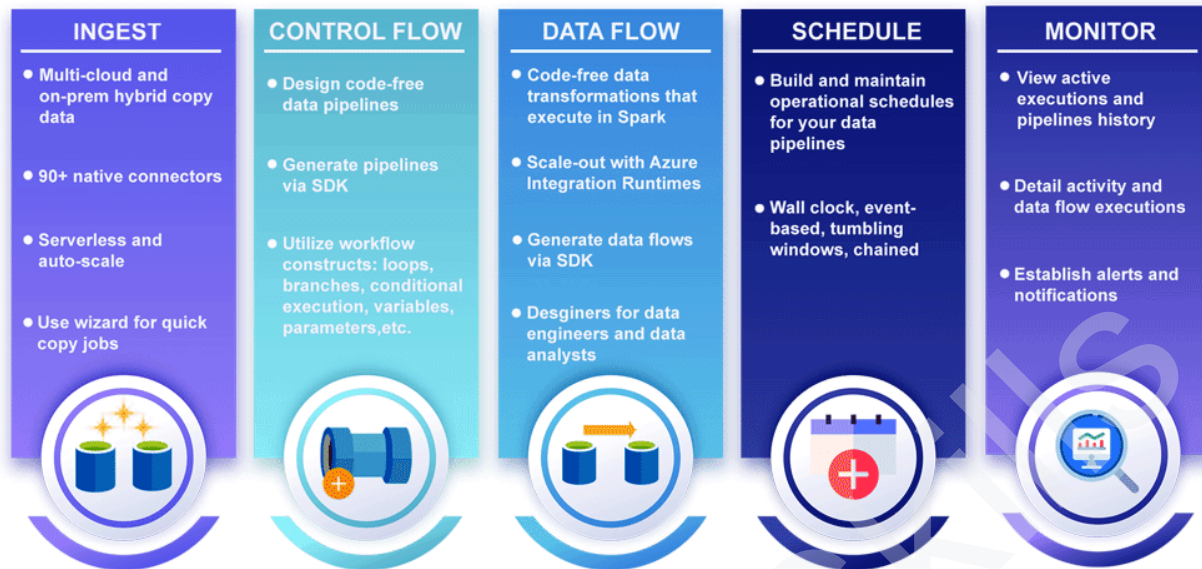 INGEST
• Multi-cloud and
on-prem hybrid copy
data
• 90+ native connectors
• Serverless and
auto-scale
• Use wizard for quick
copy jobs
CONTROL FLOW
• Design code-free
data pipelines
• Generate pipelines
via SDK
• Utilize workflow
constructs: loops,
branches, conditional
execution, variables,
parameters,etc.
DATA FLOW
• Code-free data
transformations that
execute in Spark
• Scale-out with Azure
Integration Runtimes
• Generate data flows
via SDK
• Desginers for data
engineers and data
analysts
SCHEDULE
• Build and maintain
operational schedules
for your data
pipelines
• Wall clock, event-
based, tumbling
windows, chained
MONITOR
• View active
executions and
pipelines history
• Detail activity and
data flow executions
• Establish alerts and
notifications